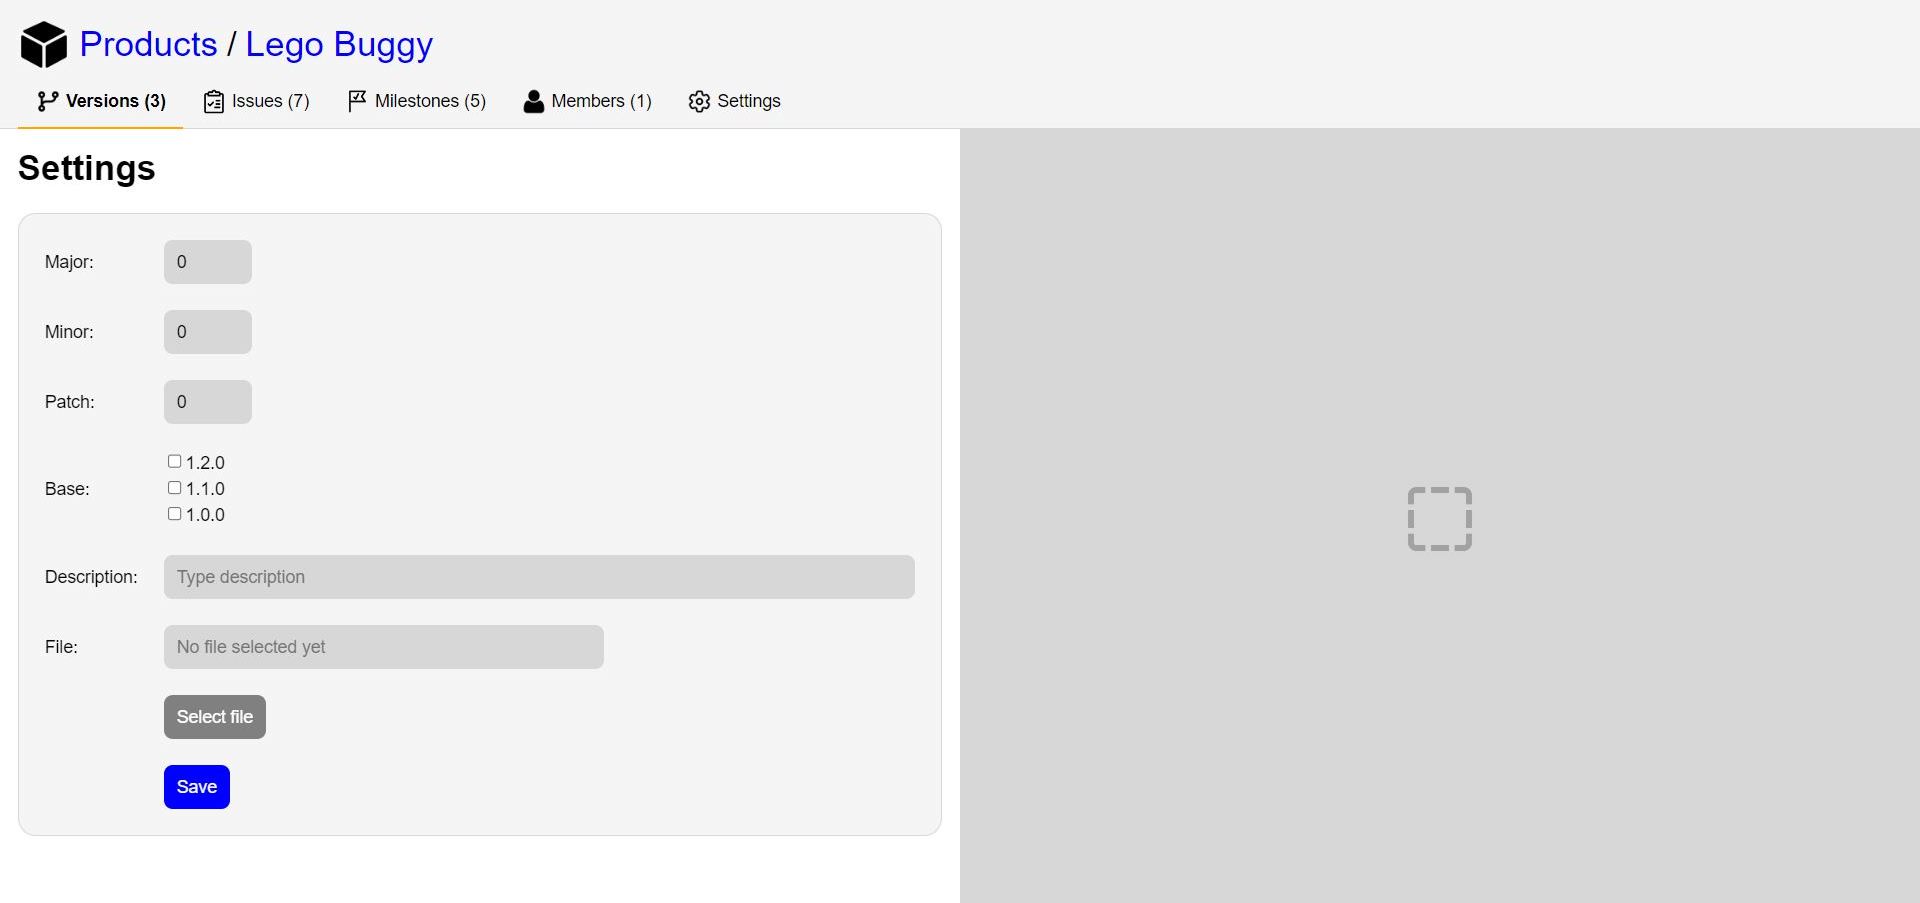 Products / Lego Buggy
Versions (3) Issues (7) Milestones (5) Members (1) Settings
Settings
Major: 0
Minor: 0
Patch: 0
Base:
1.2.0
1.1.0
1.0.0
Description: Type description
File: No file selected yet
Select file
Save